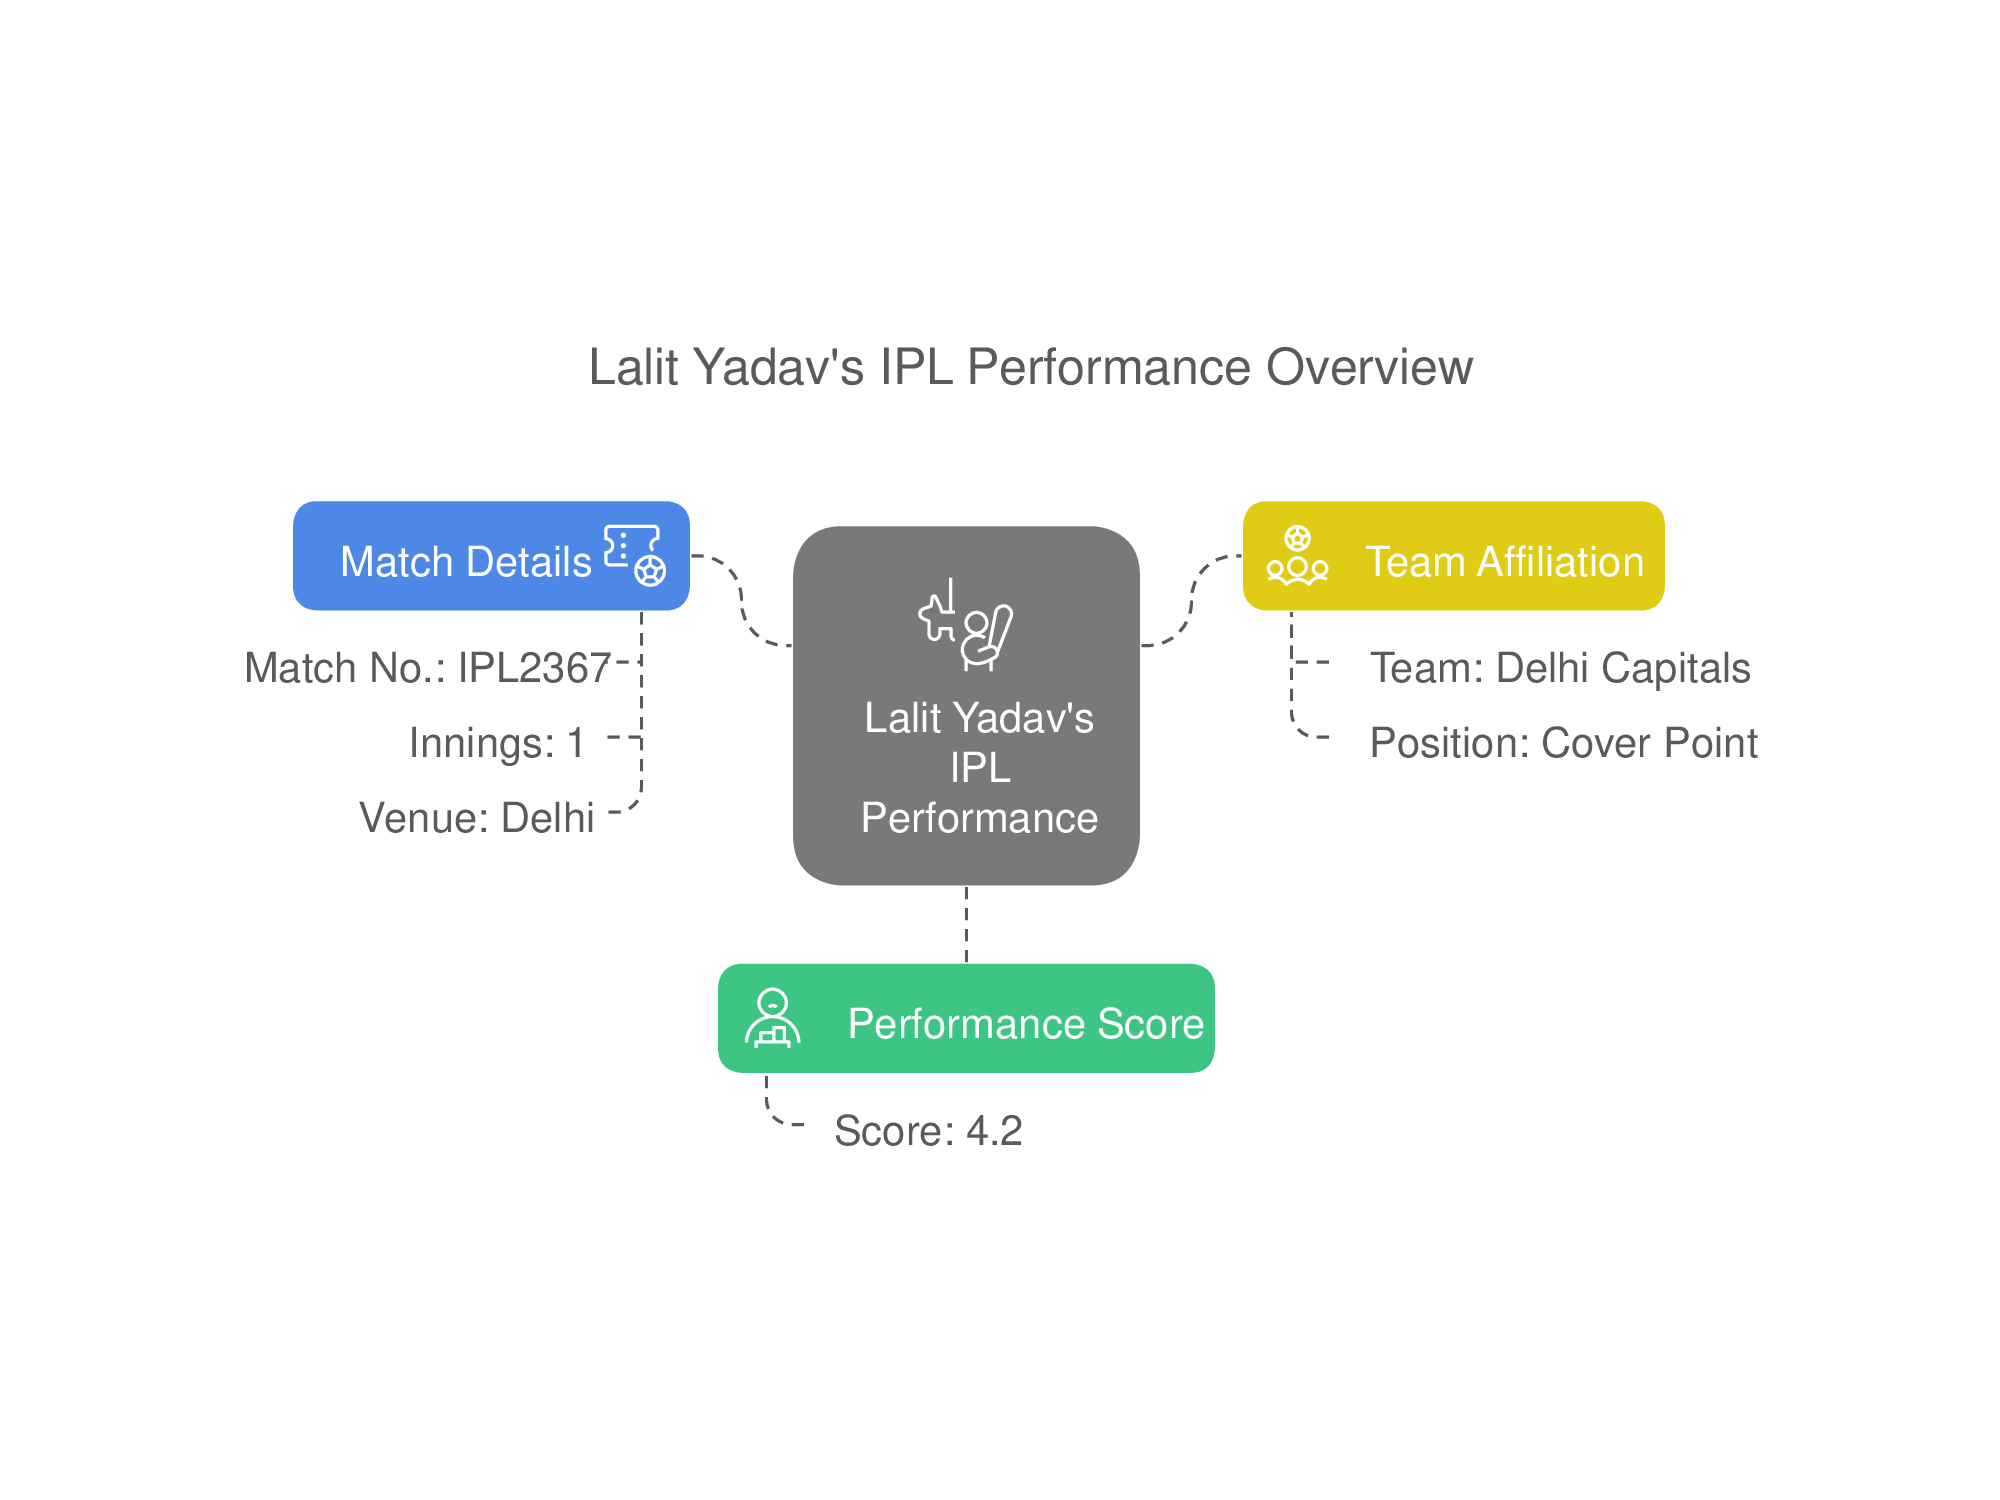 Lalit Yadav's IPL Performance Overview
Match Details
Match No.: IPL2367
Innings: 1
Venue: Delhi
Lalit Yadav's
IPL
Performance
Team Affiliation
Team: Delhi Capitals
Position: Cover Point
Performance Score
Score: 4.2